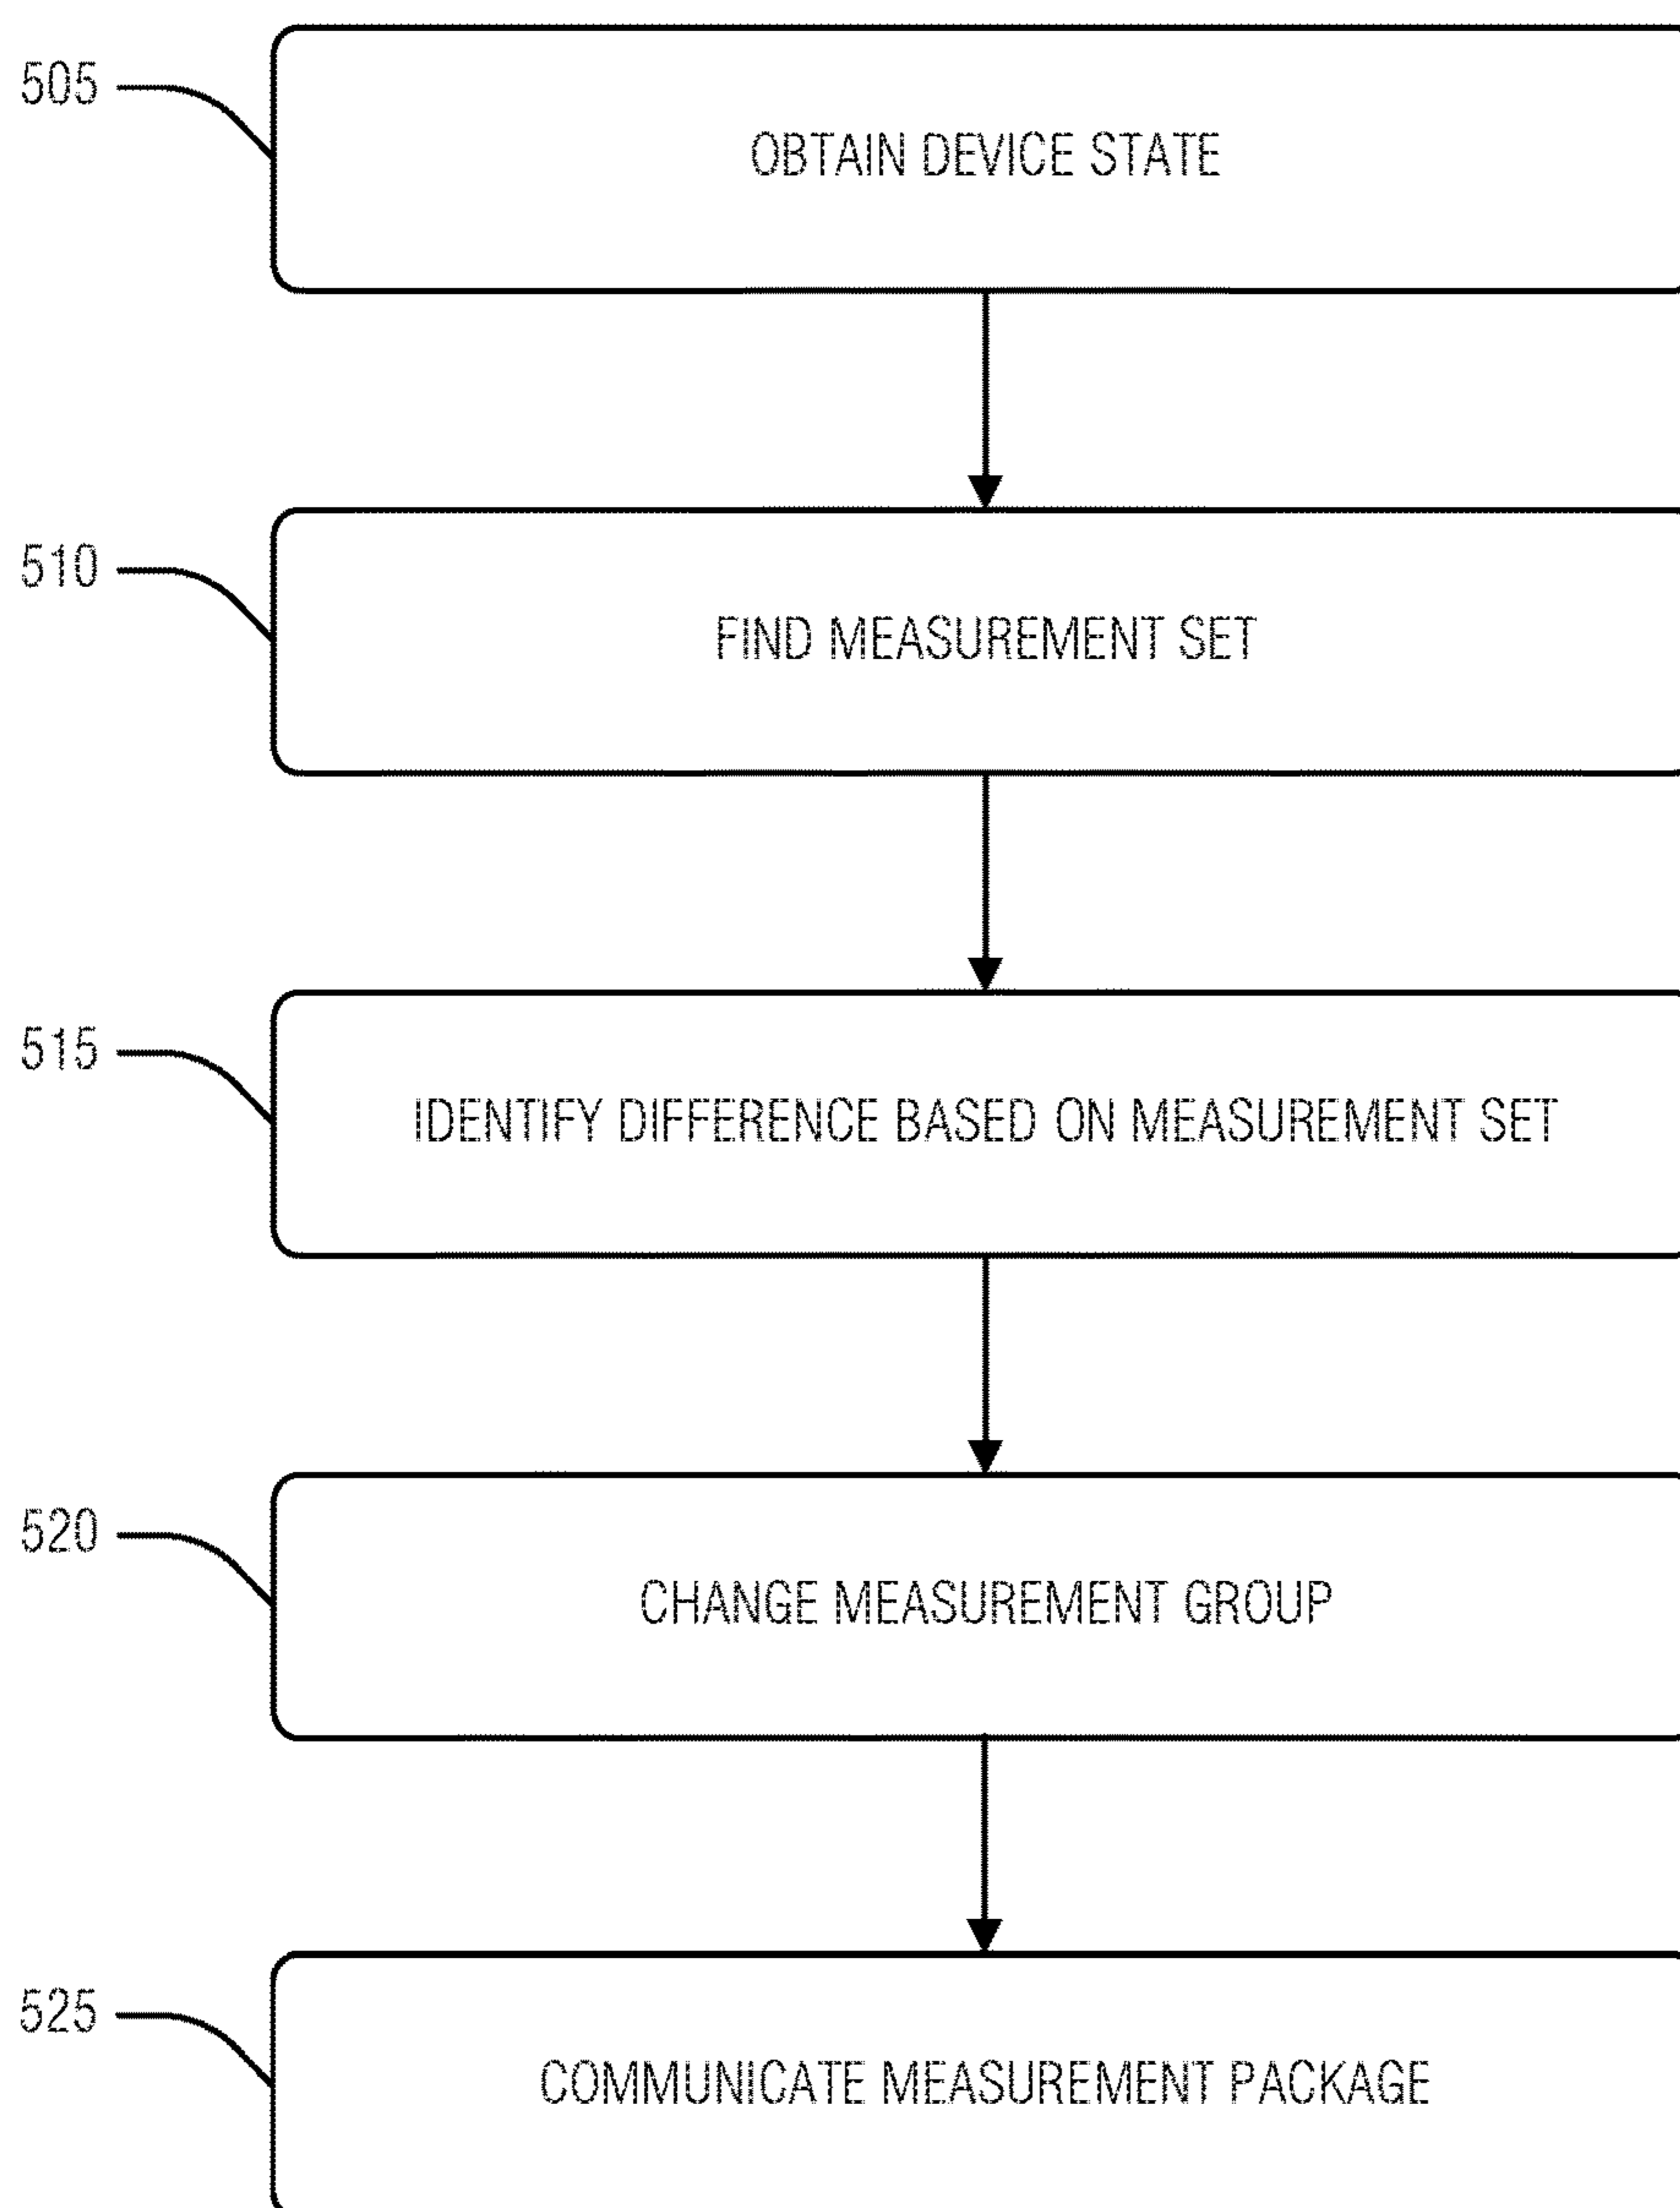 505
OBTAIN DEVICE STATE
510
FIND MEASUREMENT SET
515
IDENTIFY DIFFERENCE BASED ON MEASUREMENT SET
520
CHANGE MEASUREMENT GROUP
525
COMMUNICATE MEASUREMENT PACKAGE